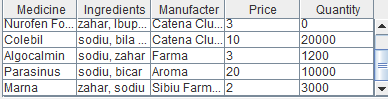 Medicine Ingredients Manufacter Price Quantity
Nurofen Fo... zahar, Ibup... Catena Clu... 3 0
Colebil sodiu, bila ... Catena Clu... 10 20000
Algocalmin sodiu, zahar Farma 3 1200
Parasinus sodiu, bicar Aroma 20 10000
Marna zahar, sodiu Sibiu Farm... 2 3000